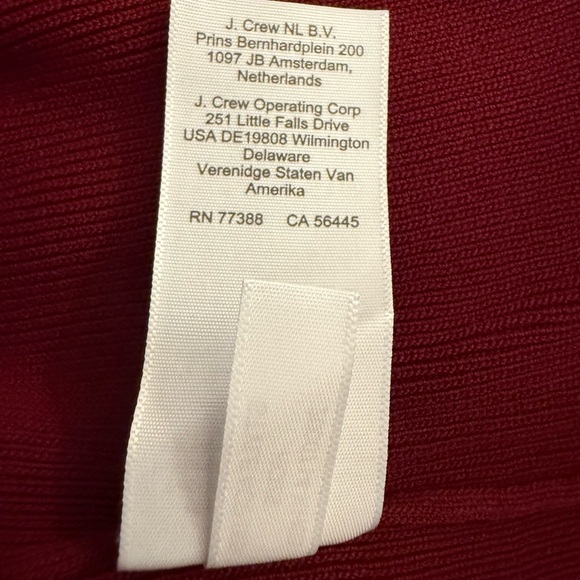 J. Crew NL B.V.
Prins Bernhardplein 200
1097 JB Amsterdam,
Netherlands
J. Crew Operating Corp
251 Little Falls Drive
USA DE19808 Wilmington
Delaware
Verenidge Staten Van
Amerika
RN 77388 CA 56445